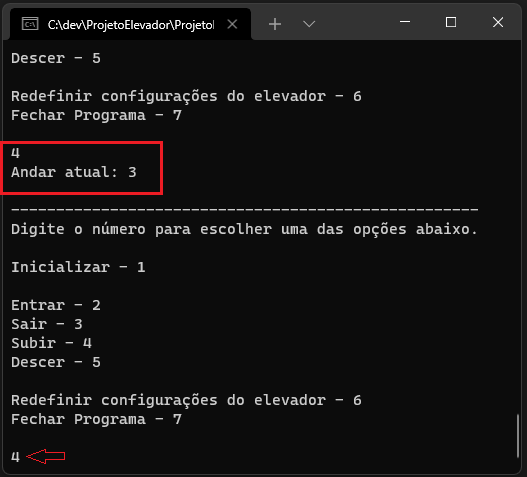 C:\dev\ProjetoElevador\Projetol
Descer - 5
Redefinir configurações do elevador - 6
Fechar Programa - 7
4
Andar atual: 3
----------------------------------------------------
Digite o número para escolher uma das opções abaixo.
Inicializar - 1
Entrar - 2
Sair - 3
Subir - 4
Descer - 5
Redefinir configurações do elevador - 6
Fechar Programa - 7
4